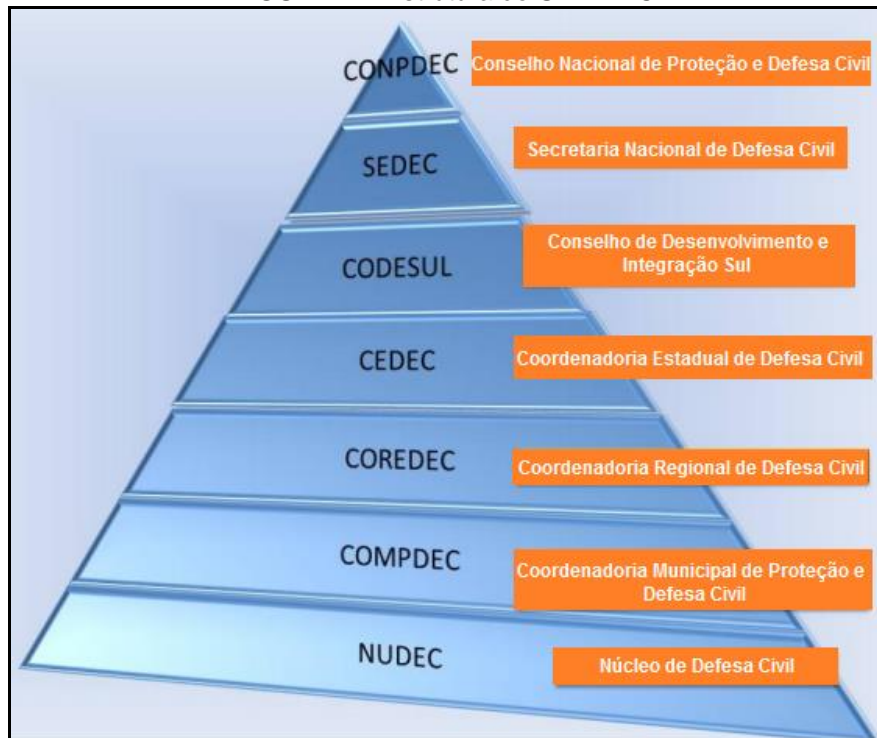 CONPDEC
Conselho Nacional de Proteção e Defesa Civil
SEDEC
Secretaria Nacional de Defesa Civil
CODESUL
Conselho de Desenvolvimento e
Integração Sul
CEDEC
Coordenadoria Estadual de Defesa Civil
COREDEC
Coordenadoria Regional de Defesa Civil
COMPDEC
Coordenadoria Municipal de Proteção e
Defesa Civil
NUDEC
Núcleo de Defesa Civil